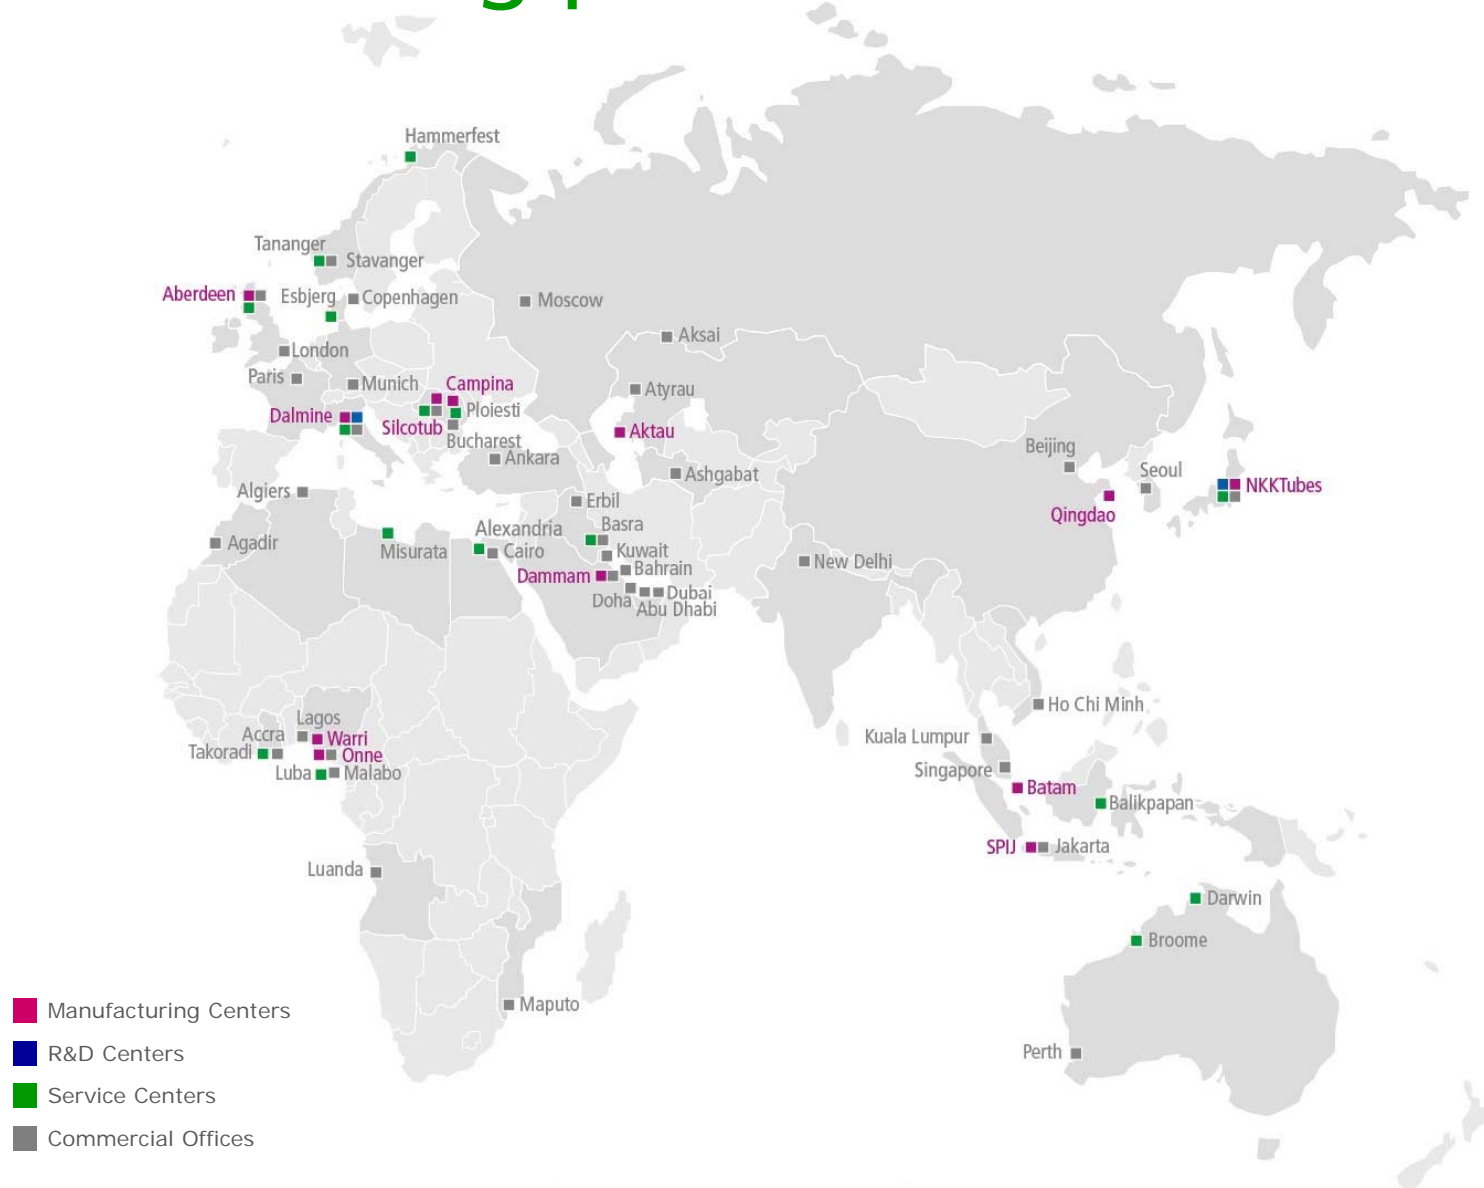 Hammerfest
Tananger
Stavanger
Aberdeen
Esbjerg
Copenhagen
Moscow
Aksai
London
Paris
Munich
Campina
Atyrau
Dalmine
Silcotub
Ploiesti
Aktau
Bucharest
Ankara
Beijing
Seoul
Ashgabat
NKKTubes
Algiers
Erbil
Qingdao
Agadir
Misurata
Alexandria
Cairo
Basra
Kuwait
New Delhi
Bahrain
Dammam
Doha
Dubai
Abu Dhabi
Ho Chi Minh
Lagos
Accra
Warri
Kuala Lumpur
Takoradi
Onne
Luba
Malabo
Singapore
Batam
Balikpapan
SPIJ
Jakarta
Luanda
Darwin
Broome
Maputo
Perth
Manufacturing Centers
R&D Centers
Service Centers
Commercial Offices